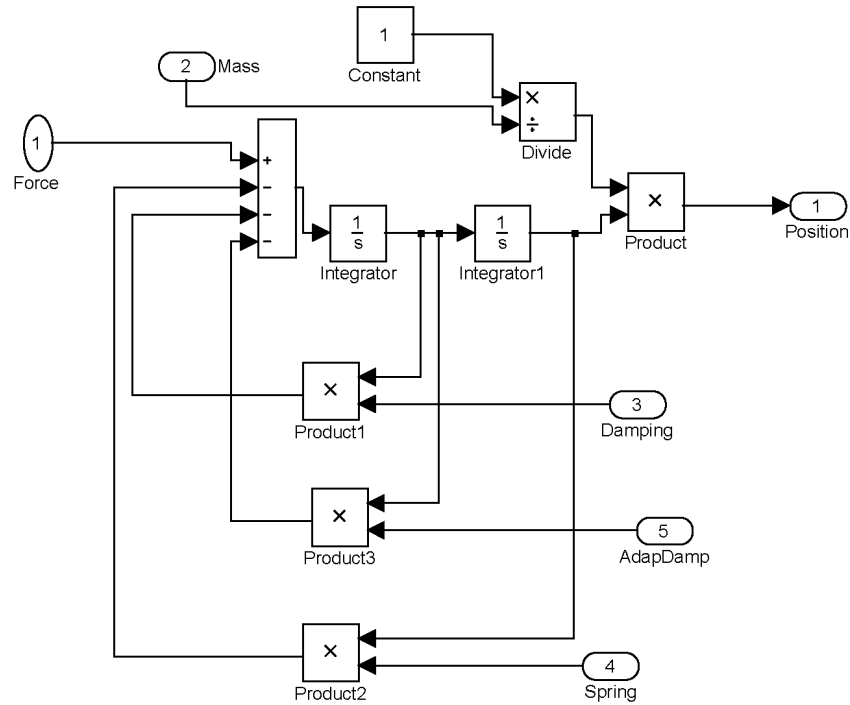 1
Constant
2
Mass
×
÷
Divide
1
Force
+
−
−
−
1
s
Integrator
1
s
Integrator1
×
Product
1
Position
×
Product1
3
Damping
×
Product3
5
AdapDamp
×
Product2
4
Spring